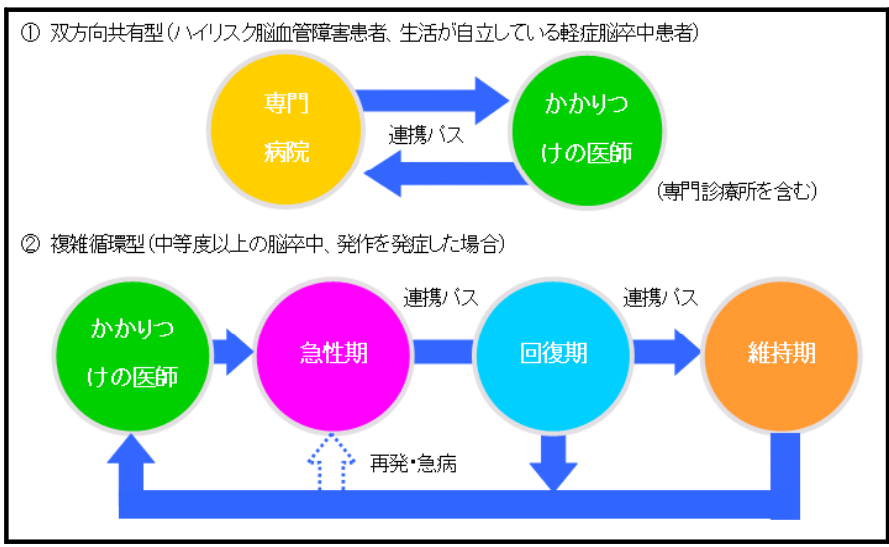 ① 双方向共有型(ハイリスク脳血管障害患者、生活が自立している軽症脳卒中患者)
専門
病院
連携パス
かかりつ
けの医師
(専門診療所を含む)
② 複雑循環型(中等度以上の脳卒中、発作を発症した場合)
かかりつ
けの医師
急性期
連携パス
回復期
連携パス
維持期
再発・急病